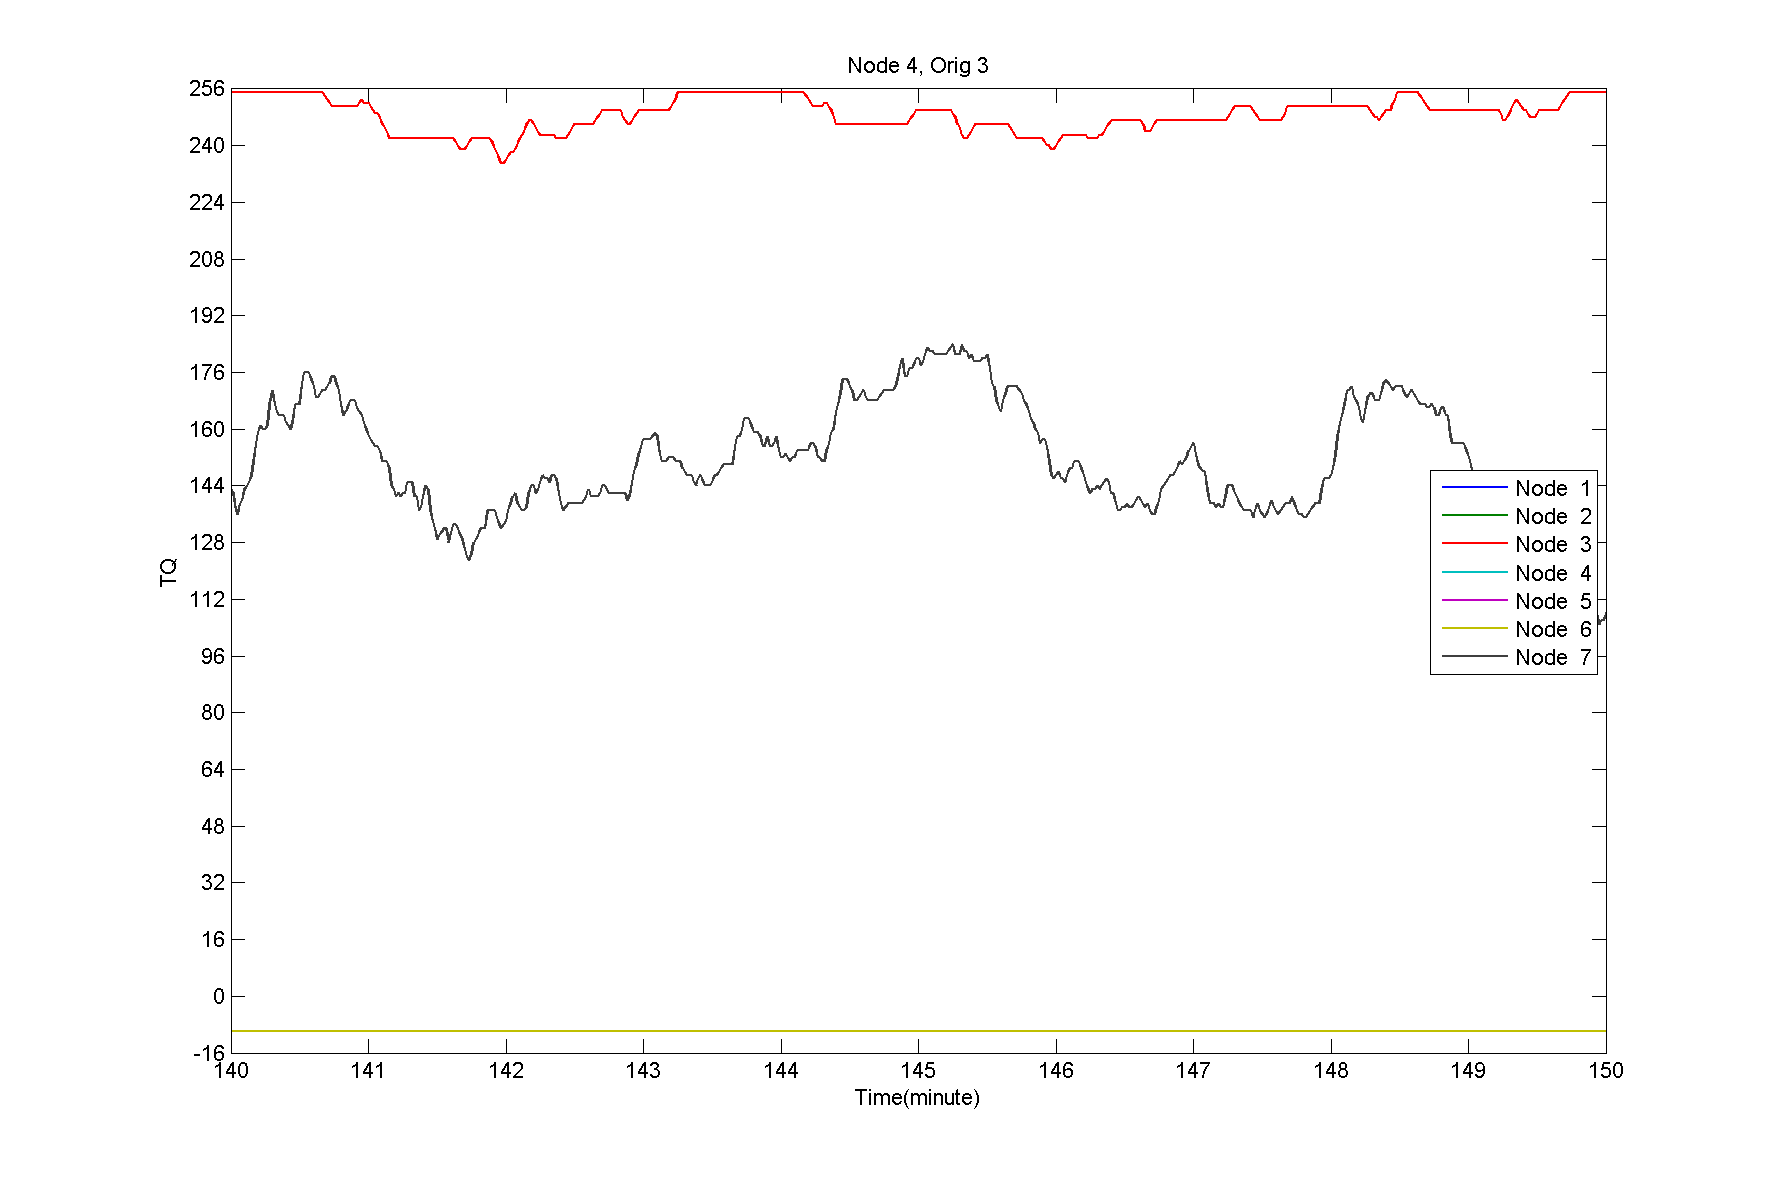 Node 4, Orig 3
256
240
224
208
192
176
160
144
128
112
96
80
64
48
32
16
0
-16
TQ
Node 1
Node 2
Node 3
Node 4
Node 5
Node 6
Node 7
140 141 142 143 144 145 146 147 148 149 150
Time(minute)